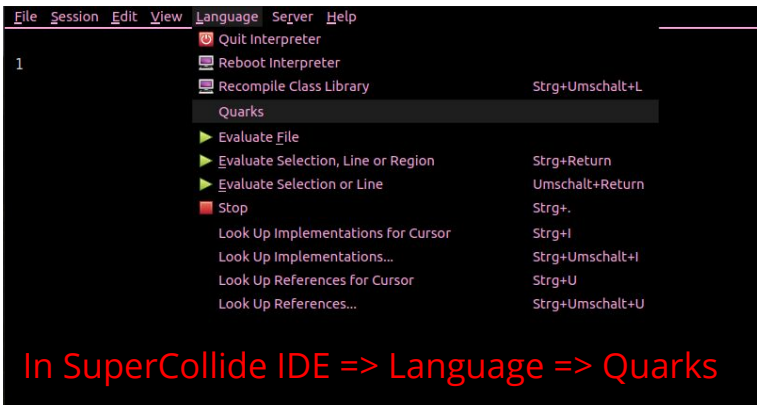 File Session Edit View Language Server Help
Quit Interpreter
1
Reboot Interpreter
Recompile Class Library Strg+Umschalt+L
Quarks
Evaluate File
Evaluate Selection, Line or Region Strg+Return
Evaluate Selection or Line Umschalt+Return
Stop Strg+.
Look Up Implementations for Cursor Strg+I
Look Up Implementations... Strg+Umschalt+I
Look Up References for Cursor Strg+U
Look Up References... Strg+Umschalt+U
In SuperCollide IDE => Language => Quarks